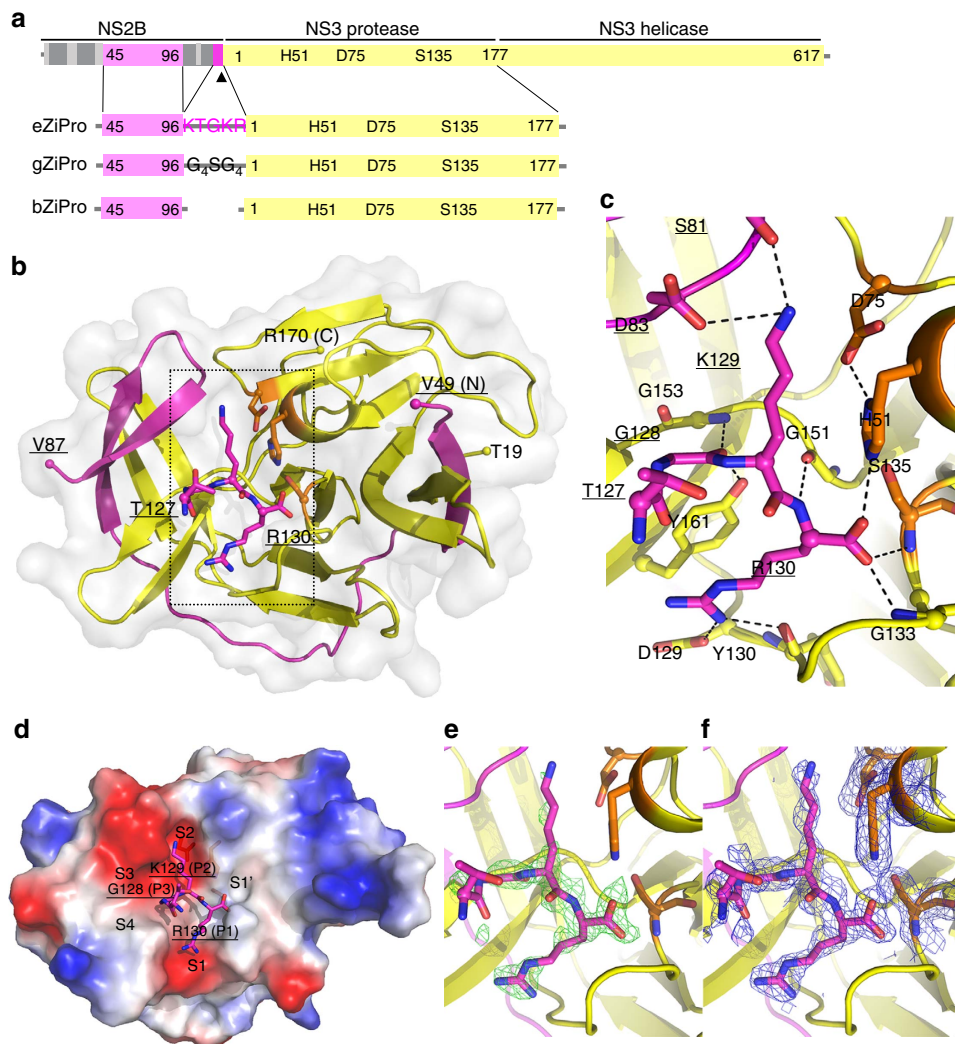 a
NS2B NS3 protease NS3 helicase
45 96 1 H51 D75 S135 177 617
eZiPro 45 96 KTGKR 1 H51 D75 S135 177
gZiPro 45 96 G4SG4 1 H51 D75 S135 177
bZiPro 45 96 1 H51 D75 S135 177
b
R170 (C)
V49 (N)
V87
T19
T127
R130
c
S81
D75
D83
K129
G153
H51
G128
G151
S135
T127
Y161
R130
G133
D129
Y130
d
S2
S3
K129 (P2)
G128 (P3)
S1'
S4
R130 (P1)
S1
e
f